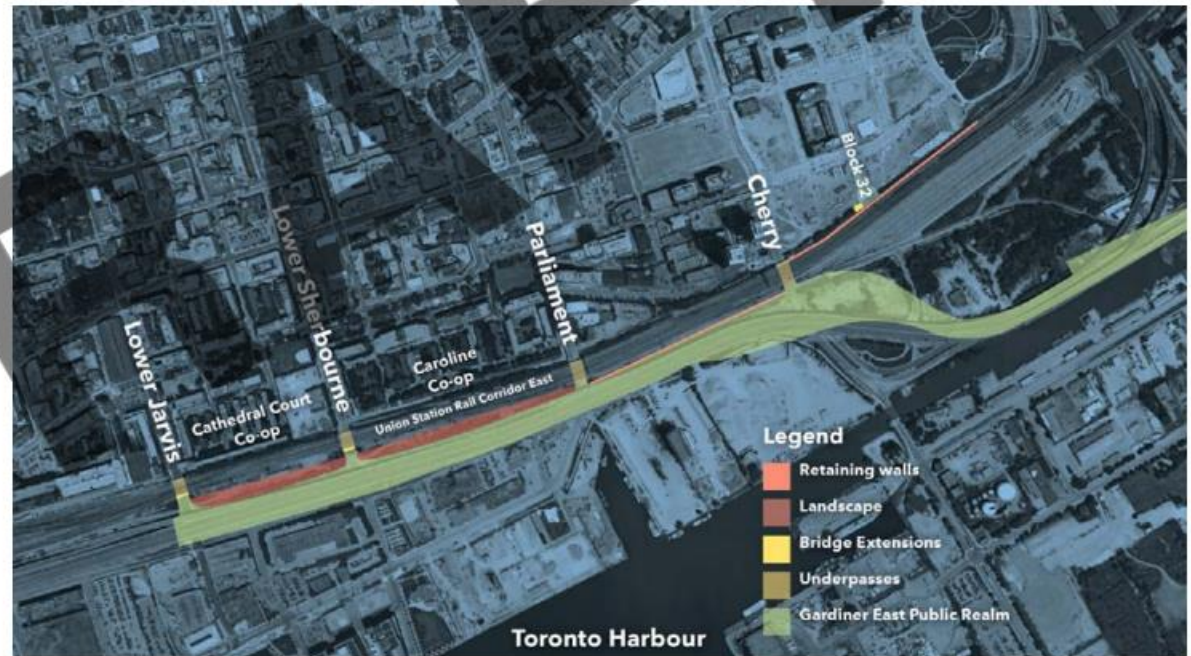 Block 32
Cherry
Parliament
Lower Sherbourne
Lower Jarvis
Caroline
Co-op
Union Station Rail Corridor East
Cathedral Court
Co-op
Legend
Retaining walls
Landscape
Bridge Extensions
Underpasses
Gardiner East Public Realm
Toronto Harbour